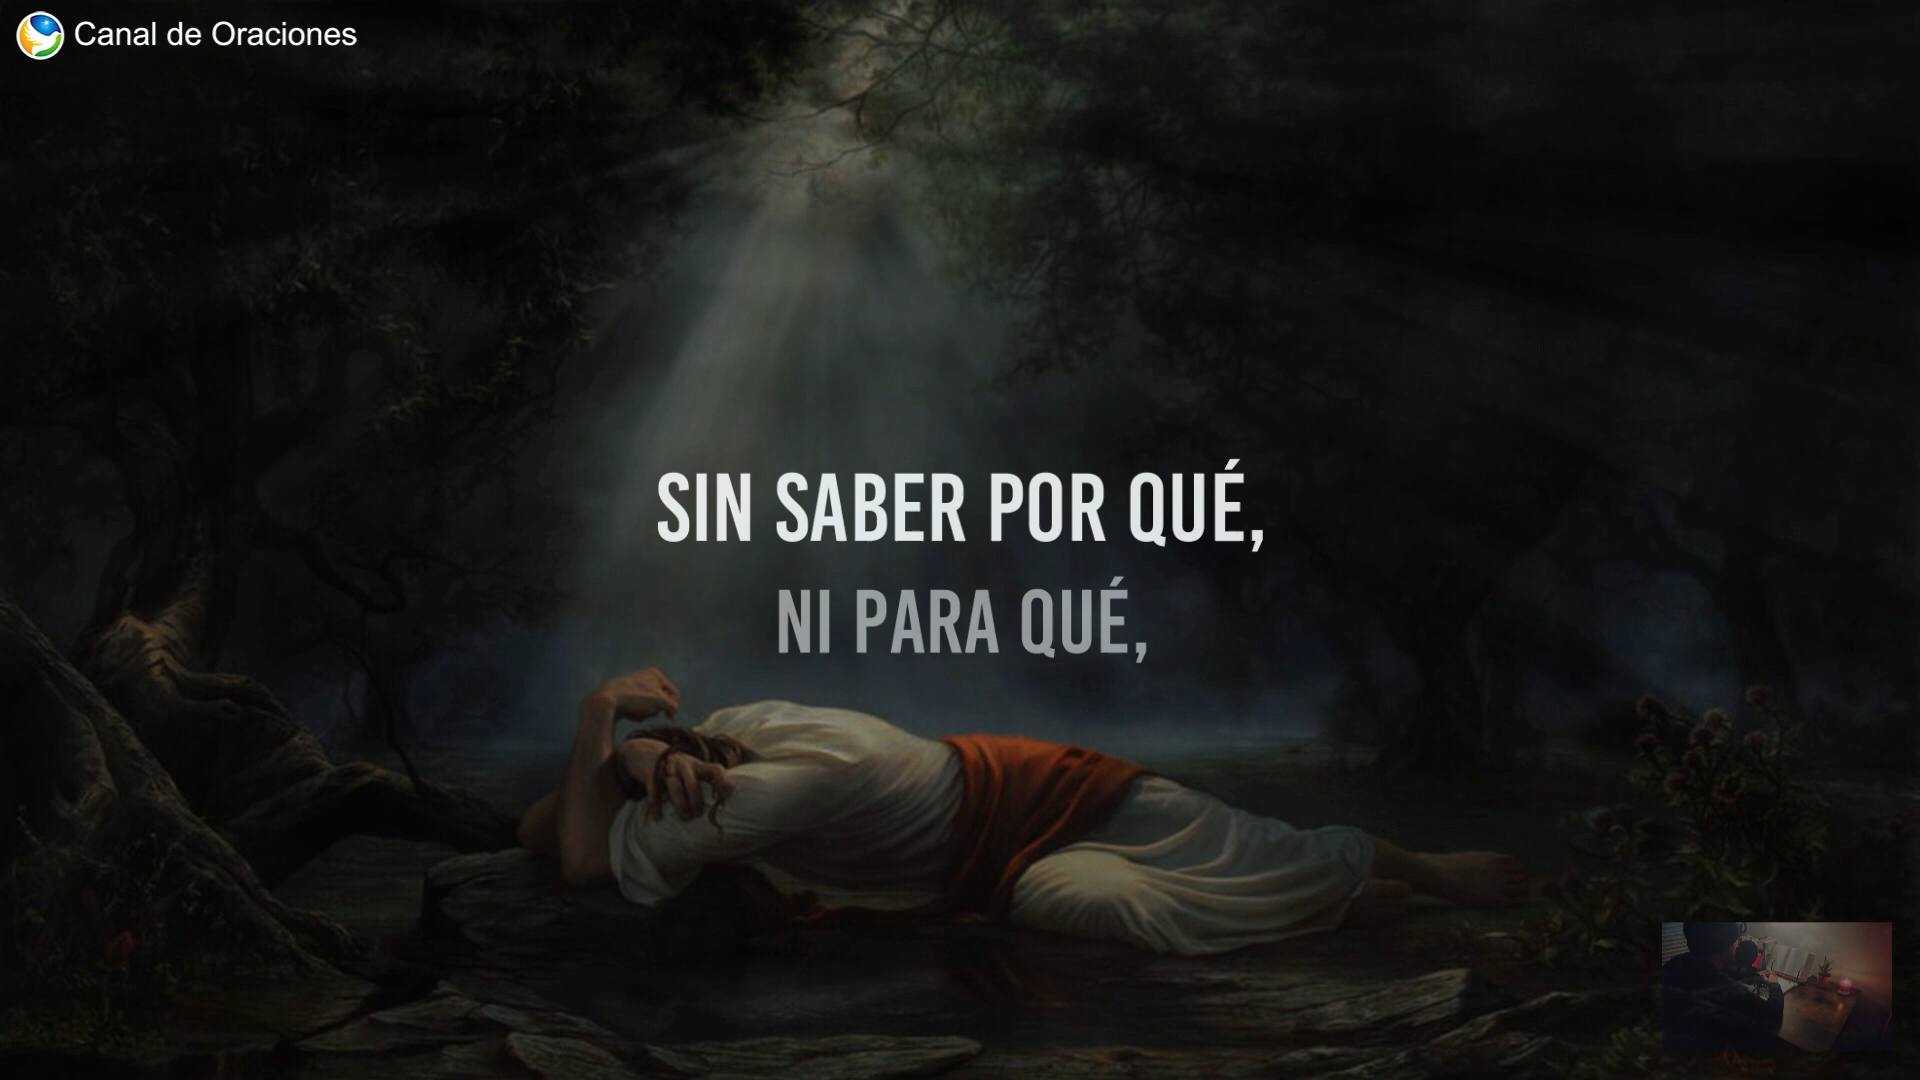 Canal de Oraciones
SIN SABER POR QUÉ,
NI PARA QUÉ,